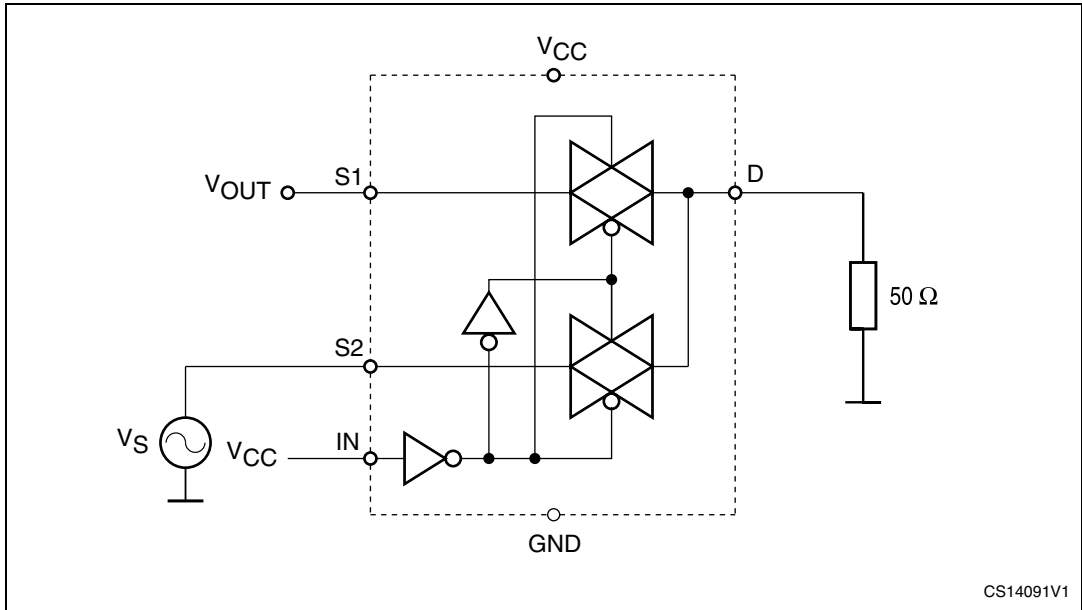 VCC
VOUT
S1
D
50 Ω
S2
VS
VCC
IN
GND
CS14091V1